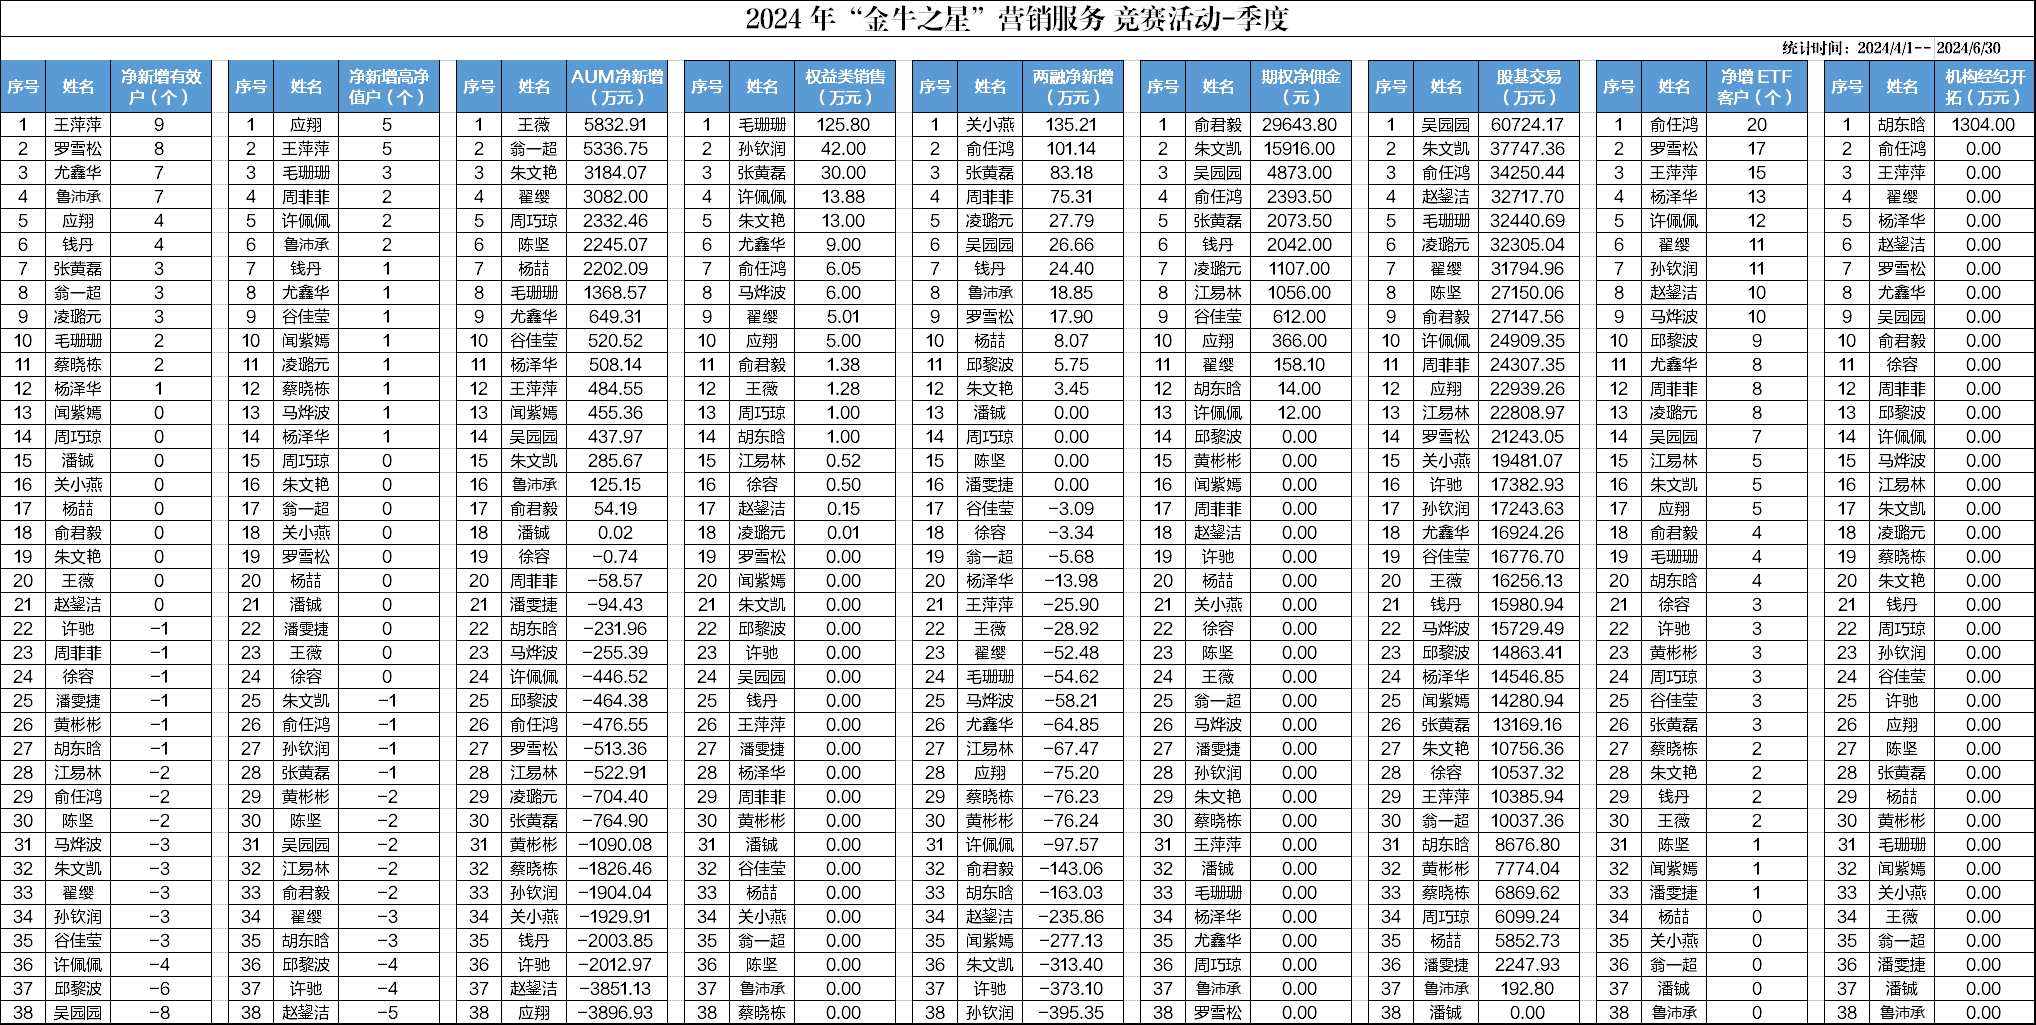 2024 年“金牛之星”营销服务 竞赛活动-季度
统计时间：2024/4/1-- 2024/6/30
序号 姓名 净新增有效户（个） 序号 姓名 净新增高净值户（个） 序号 姓名 AUM净新增（万元） 序号 姓名 权益类销售（万元） 序号 姓名 两融净新增（万元） 序号 姓名 期权净佣金（元） 序号 姓名 股基交易（万元） 序号 姓名 净增 ETF 客户（个） 序号 姓名 机构经纪开拓（万元）
1 王萍萍 9 1 应翔 5 1 王薇 5832.91 1 毛珊珊 125.80 1 关小燕 135.21 1 俞君毅 29643.80 1 吴园园 60724.17 1 俞任鸿 20 1 胡东晗 1304.00
2 罗雪松 8 2 王萍萍 5 2 翁一超 5336.75 2 孙钦润 42.00 2 俞任鸿 101.14 2 朱文凯 15916.00 2 朱文凯 37747.36 2 罗雪松 17 2 俞任鸿 0.00
3 尤鑫华 7 3 毛珊珊 3 3 朱文艳 3184.07 3 张黄磊 30.00 3 张黄磊 83.18 3 吴园园 4873.00 3 俞任鸿 34250.44 3 王萍萍 15 3 王萍萍 0.00
4 鲁沛承 7 4 周菲菲 2 4 翟缨 3082.00 4 许佩佩 13.88 4 周菲菲 75.31 4 俞任鸿 2393.50 4 赵鋆洁 32717.70 4 杨泽华 13 4 翟缨 0.00
5 应翔 4 5 许佩佩 2 5 周巧琼 2332.46 5 朱文艳 13.00 5 凌璐元 27.79 5 张黄磊 2073.50 5 毛珊珊 32440.69 5 许佩佩 12 5 杨泽华 0.00
6 钱丹 4 6 鲁沛承 2 6 陈坚 2245.07 6 尤鑫华 9.00 6 吴园园 26.66 6 钱丹 2042.00 6 凌璐元 32305.04 6 翟缨 11 6 赵鋆洁 0.00
7 张黄磊 3 7 钱丹 1 7 杨喆 2202.09 7 俞任鸿 6.05 7 钱丹 24.40 7 凌璐元 1107.00 7 翟缨 31794.96 7 孙钦润 11 7 罗雪松 0.00
8 翁一超 3 8 尤鑫华 1 8 毛珊珊 1368.57 8 马烨波 6.00 8 鲁沛承 18.85 8 江易林 1056.00 8 陈坚 27150.06 8 赵鋆洁 10 8 尤鑫华 0.00
9 凌璐元 3 9 谷佳莹 1 9 尤鑫华 649.31 9 翟缨 5.01 9 罗雪松 17.90 9 谷佳莹 612.00 9 俞君毅 27147.56 9 马烨波 10 9 吴园园 0.00
10 毛珊珊 2 10 闻紫嫣 1 10 谷佳莹 520.52 10 应翔 5.00 10 杨喆 8.07 10 应翔 366.00 10 许佩佩 24909.35 10 邱黎波 9 10 俞君毅 0.00
11 蔡晓栋 2 11 凌璐元 1 11 杨泽华 508.14 11 俞君毅 1.38 11 邱黎波 5.75 11 翟缨 158.10 11 周菲菲 24307.35 11 尤鑫华 8 11 徐容 0.00
12 杨泽华 1 12 蔡晓栋 1 12 王萍萍 484.55 12 王薇 1.28 12 朱文艳 3.45 12 胡东晗 14.00 12 应翔 22939.26 12 周菲菲 8 12 周菲菲 0.00
13 闻紫嫣 0 13 马烨波 1 13 闻紫嫣 455.36 13 周巧琼 1.00 13 潘铖 0.00 13 许佩佩 12.00 13 江易林 22808.97 13 凌璐元 8 13 邱黎波 0.00
14 周巧琼 0 14 杨泽华 1 14 吴园园 437.97 14 胡东晗 1.00 14 周巧琼 0.00 14 邱黎波 0.00 14 罗雪松 21243.05 14 吴园园 7 14 许佩佩 0.00
15 潘铖 0 15 周巧琼 0 15 朱文凯 285.67 15 江易林 0.52 15 陈坚 0.00 15 黄彬彬 0.00 15 关小燕 19481.07 15 江易林 5 15 马烨波 0.00
16 关小燕 0 16 朱文艳 0 16 鲁沛承 125.15 16 徐容 0.50 16 潘雯捷 0.00 16 闻紫嫣 0.00 16 许驰 17382.93 16 朱文凯 5 16 江易林 0.00
17 杨喆 0 17 翁一超 0 17 俞君毅 54.19 17 赵鋆洁 0.15 17 谷佳莹 -3.09 17 周菲菲 0.00 17 孙钦润 17243.63 17 应翔 5 17 朱文凯 0.00
18 俞君毅 0 18 关小燕 0 18 潘铖 0.02 18 凌璐元 0.01 18 徐容 -3.34 18 赵鋆洁 0.00 18 尤鑫华 16924.26 18 俞君毅 4 18 凌璐元 0.00
19 朱文艳 0 19 罗雪松 0 19 徐容 -0.74 19 罗雪松 0.00 19 翁一超 -5.68 19 许驰 0.00 19 谷佳莹 16776.70 19 毛珊珊 4 19 蔡晓栋 0.00
20 王薇 0 20 杨喆 0 20 周菲菲 -58.57 20 闻紫嫣 0.00 20 杨泽华 -13.98 20 杨喆 0.00 20 王薇 16256.13 20 胡东晗 4 20 朱文艳 0.00
21 赵鋆洁 0 21 潘铖 0 21 潘雯捷 -94.43 21 朱文凯 0.00 21 王萍萍 -25.90 21 关小燕 0.00 21 钱丹 15980.94 21 徐容 3 21 钱丹 0.00
22 许驰 -1 22 潘雯捷 0 22 胡东晗 -231.96 22 邱黎波 0.00 22 王薇 -28.92 22 徐容 0.00 22 马烨波 15729.49 22 许驰 3 22 周巧琼 0.00
23 周菲菲 -1 23 王薇 0 23 马烨波 -255.39 23 许驰 0.00 23 翟缨 -52.48 23 陈坚 0.00 23 邱黎波 14863.41 23 黄彬彬 3 23 孙钦润 0.00
24 徐容 -1 24 徐容 0 24 许佩佩 -446.52 24 吴园园 0.00 24 毛珊珊 -54.62 24 王薇 0.00 24 杨泽华 14546.85 24 周巧琼 3 24 谷佳莹 0.00
25 潘雯捷 -1 25 朱文凯 -1 25 邱黎波 -464.38 25 钱丹 0.00 25 马烨波 -58.21 25 翁一超 0.00 25 闻紫嫣 14280.94 25 谷佳莹 3 25 许驰 0.00
26 黄彬彬 -1 26 俞任鸿 -1 26 俞任鸿 -476.55 26 王萍萍 0.00 26 尤鑫华 -64.85 26 马烨波 0.00 26 张黄磊 13169.16 26 张黄磊 3 26 应翔 0.00
27 胡东晗 -1 27 孙钦润 -1 27 罗雪松 -513.36 27 潘雯捷 0.00 27 江易林 -67.47 27 潘雯捷 0.00 27 朱文艳 10756.36 27 蔡晓栋 2 27 陈坚 0.00
28 江易林 -2 28 张黄磊 -1 28 江易林 -522.91 28 杨泽华 0.00 28 应翔 -75.20 28 孙钦润 0.00 28 徐容 10537.32 28 朱文艳 2 28 张黄磊 0.00
29 俞任鸿 -2 29 黄彬彬 -2 29 凌璐元 -704.40 29 周菲菲 0.00 29 蔡晓栋 -76.23 29 朱文艳 0.00 29 王萍萍 10385.94 29 钱丹 2 29 杨喆 0.00
30 陈坚 -2 30 陈坚 -2 30 张黄磊 -764.90 30 黄彬彬 0.00 30 黄彬彬 -76.24 30 蔡晓栋 0.00 30 翁一超 10037.36 30 王薇 2 30 黄彬彬 0.00
31 马烨波 -3 31 吴园园 -2 31 黄彬彬 -1090.08 31 潘铖 0.00 31 许佩佩 -97.57 31 王萍萍 0.00 31 胡东晗 8676.80 31 陈坚 1 31 毛珊珊 0.00
32 朱文凯 -3 32 江易林 -2 32 蔡晓栋 -1826.46 32 谷佳莹 0.00 32 俞君毅 -143.06 32 潘铖 0.00 32 黄彬彬 7774.04 32 闻紫嫣 1 32 闻紫嫣 0.00
33 翟缨 -3 33 俞君毅 -2 33 孙钦润 -1904.04 33 杨喆 0.00 33 胡东晗 -163.03 33 毛珊珊 0.00 33 蔡晓栋 6869.62 33 潘雯捷 1 33 关小燕 0.00
34 孙钦润 -3 34 翟缨 -3 34 关小燕 -1929.91 34 关小燕 0.00 34 赵鋆洁 -235.86 34 杨泽华 0.00 34 周巧琼 6099.24 34 杨喆 0 34 王薇 0.00
35 谷佳莹 -3 35 胡东晗 -3 35 钱丹 -2003.85 35 翁一超 0.00 35 闻紫嫣 -277.13 35 尤鑫华 0.00 35 杨喆 5852.73 35 关小燕 0 35 翁一超 0.00
36 许佩佩 -4 36 邱黎波 -4 36 许驰 -2012.97 36 陈坚 0.00 36 朱文凯 -313.40 36 周巧琼 0.00 36 潘雯捷 2247.93 36 翁一超 0 36 潘雯捷 0.00
37 邱黎波 -6 37 许驰 -4 37 赵鋆洁 -3851.13 37 鲁沛承 0.00 37 许驰 -373.10 37 鲁沛承 0.00 37 鲁沛承 192.80 37 潘铖 0 37 潘铖 0.00
38 吴园园 -8 38 赵鋆洁 -5 38 应翔 -3896.93 38 蔡晓栋 0.00 38 孙钦润 -395.35 38 罗雪松 0.00 38 潘铖 0.00 38 鲁沛承 0 38 鲁沛承 0.00